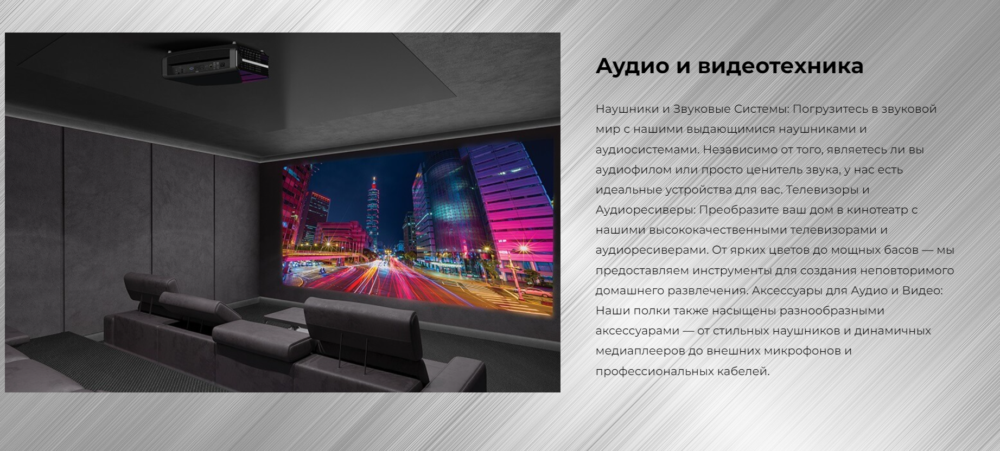 Аудио и видеотехника
Наушники и Звуковые Системы: Погрузитесь в звуковой
мир с нашими выдающимися наушниками и
аудиосистемами. Независимо от того, являетесь ли вы
аудиофилом или просто ценитель звука, у нас есть
идеальные устройства для вас. Телевизоры и
Аудиоресиверы: Преобразите ваш дом в кинотеатр с
нашими высококачественными телевизорами и
аудиоресиверами. От ярких цветов до мощных басов — мы
предоставляем инструменты для создания неповторимого
домашнего развлечения. Аксессуары для Аудио и Видео:
Наши полки также насыщены разнообразными
аксессуарами — от стильных наушников и динамичных
медиаплееров до внешних микрофонов и
профессиональных кабелей.